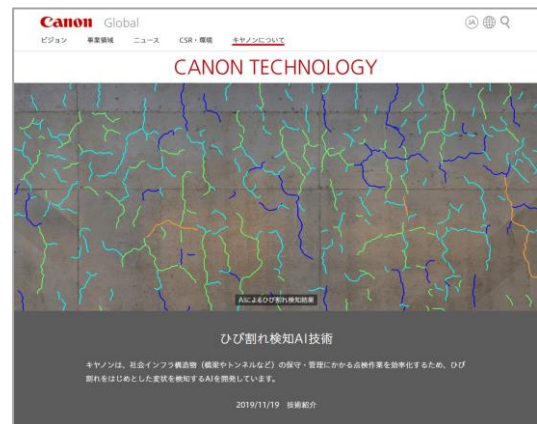 Canon Global
JA
ビジョン 事業領域 ニュース CSR・環境 キヤノンについて
CANON TECHNOLOGY
AIによるひび割れ検知結果
ひび割れ検知AI技術
キヤノンは、社会インフラ構造物(橋梁やトンネルなど)の保守・管理にかかる点検作業を効率化するため、ひび
割れをはじめとした変状を検知するAIを開発しています。
2019/11/19 技術紹介